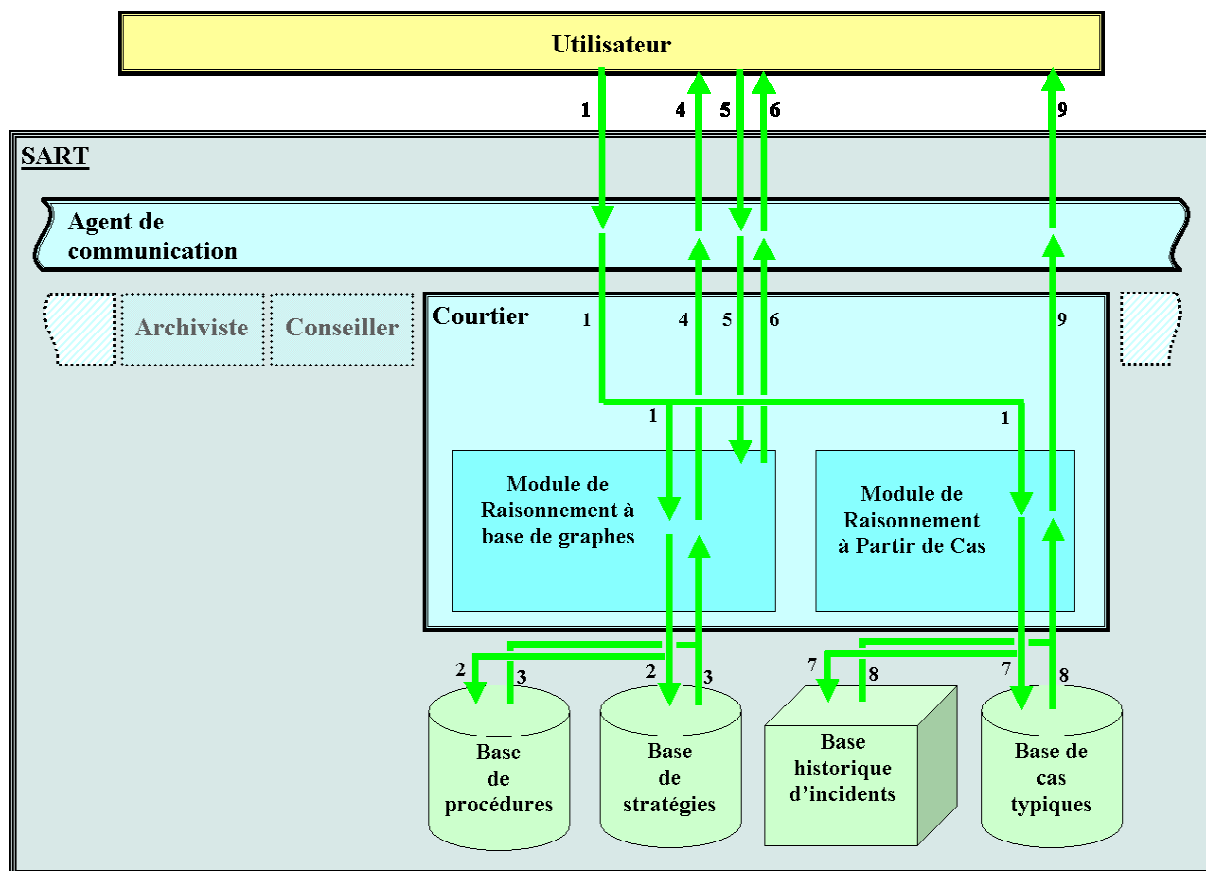 Utilisateur
1
4
5
6
9
SART
Agent de
communication
Archiviste
Conseiller
Courtier
1
4
5
6
9
1
1
Module de
Raisonnement à
base de graphes
Module de
Raisonnement
à Partir de Cas
2
3
2
3
7
8
7
8
Base
de
procédures
Base
de
stratégies
Base
historique
d'incidents
Base de
cas
typiques